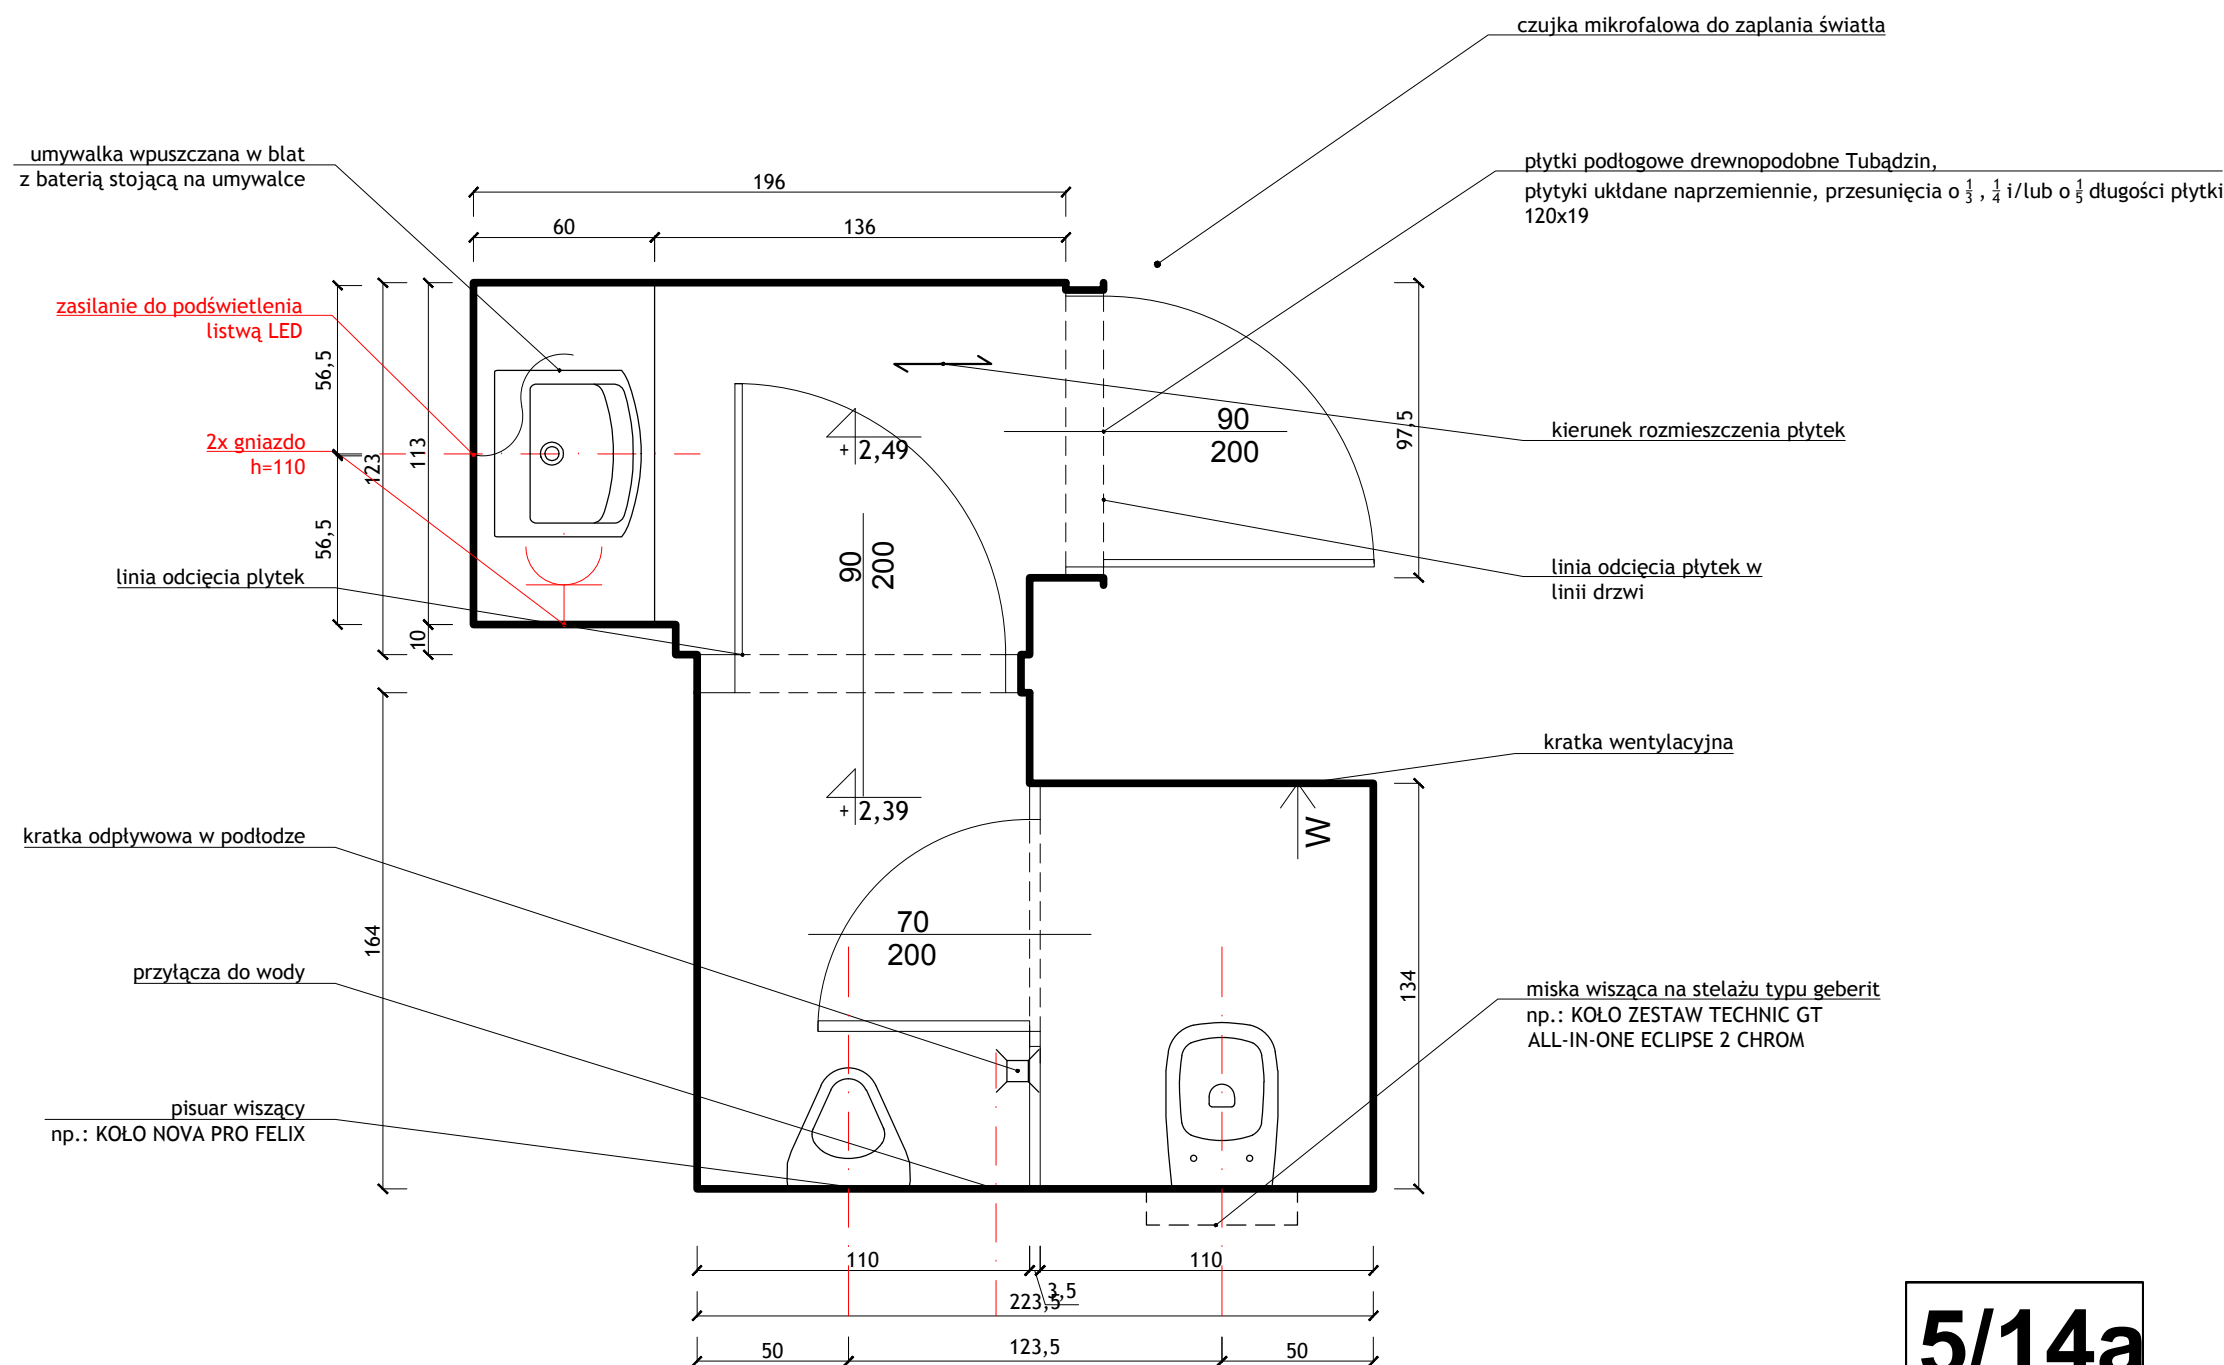 czujka mikrofalowa do zaplania światła
umywalka wpuszczana w blat
z baterią stojącą na umywalce
płytki podłogowe drewnopodobne Tubądzin,
płytyki ukłdane naprzemiennie, przesunięcia o 1/3 , 1/4 i/lub o 1/5 długości płytki
120x19
196
60
136
zasilanie do podświetlenia
listwą LED
56,5
123
113
56,5
10
2x gniazdo
h=110
+ 2,49
90
200
97,5
kierunek rozmieszczenia płytek
90
200
linia odcięcia plytek
linia odcięcia płytek w
linii drzwi
kratka wentylacyjna
+ 2,39
W
kratka odpływowa w podłodze
70
200
164
134
przyłącza do wody
miska wisząca na stelażu typu geberit
np.: KOŁO ZESTAW TECHNIC GT
ALL-IN-ONE ECLIPSE 2 CHROM
pisuar wiszący
np.: KOŁO NOVA PRO FELIX
110
110
3,5
223,5
50
123,5
50
5/14a